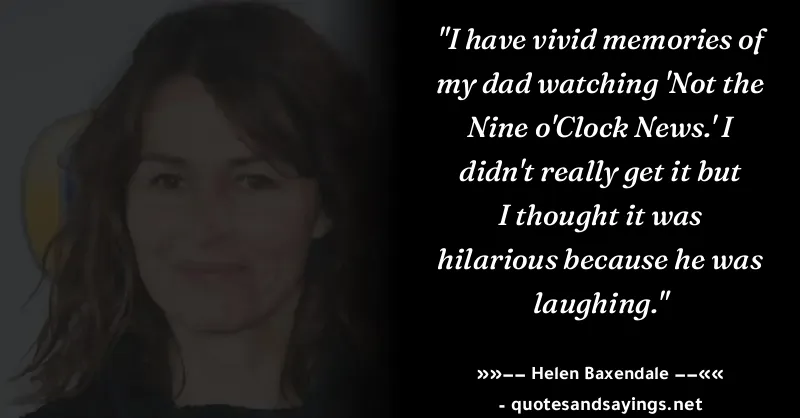 "I have vivid memories of
my dad watching 'Not the
Nine o'Clock News.' I
didn't really get it but
I thought it was
hilarious because he was
laughing."
»»−− Helen Baxendale −−««
- quotesandsayings.net